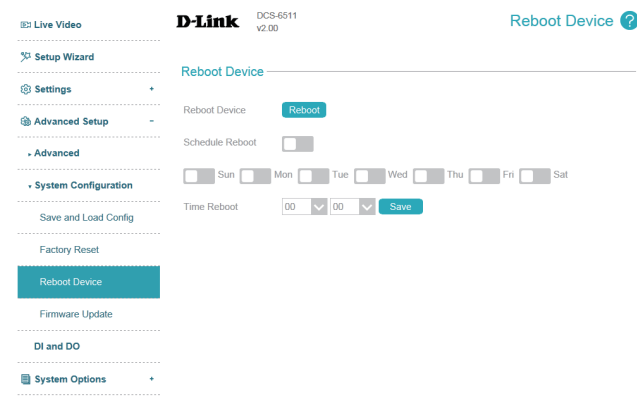 Live Video
Setup Wizard
Settings +
Advanced Setup -
Advanced
System Configuration
Save and Load Config
Factory Reset
Reboot Device
Firmware Update
DI and DO
System Options +
D-Link DCS-6511
v2.00
Reboot Device ?
Reboot Device
Reboot Device Reboot
Schedule Reboot
Sun Mon Tue Wed Thu Fri Sat
Time Reboot 00 00 Save